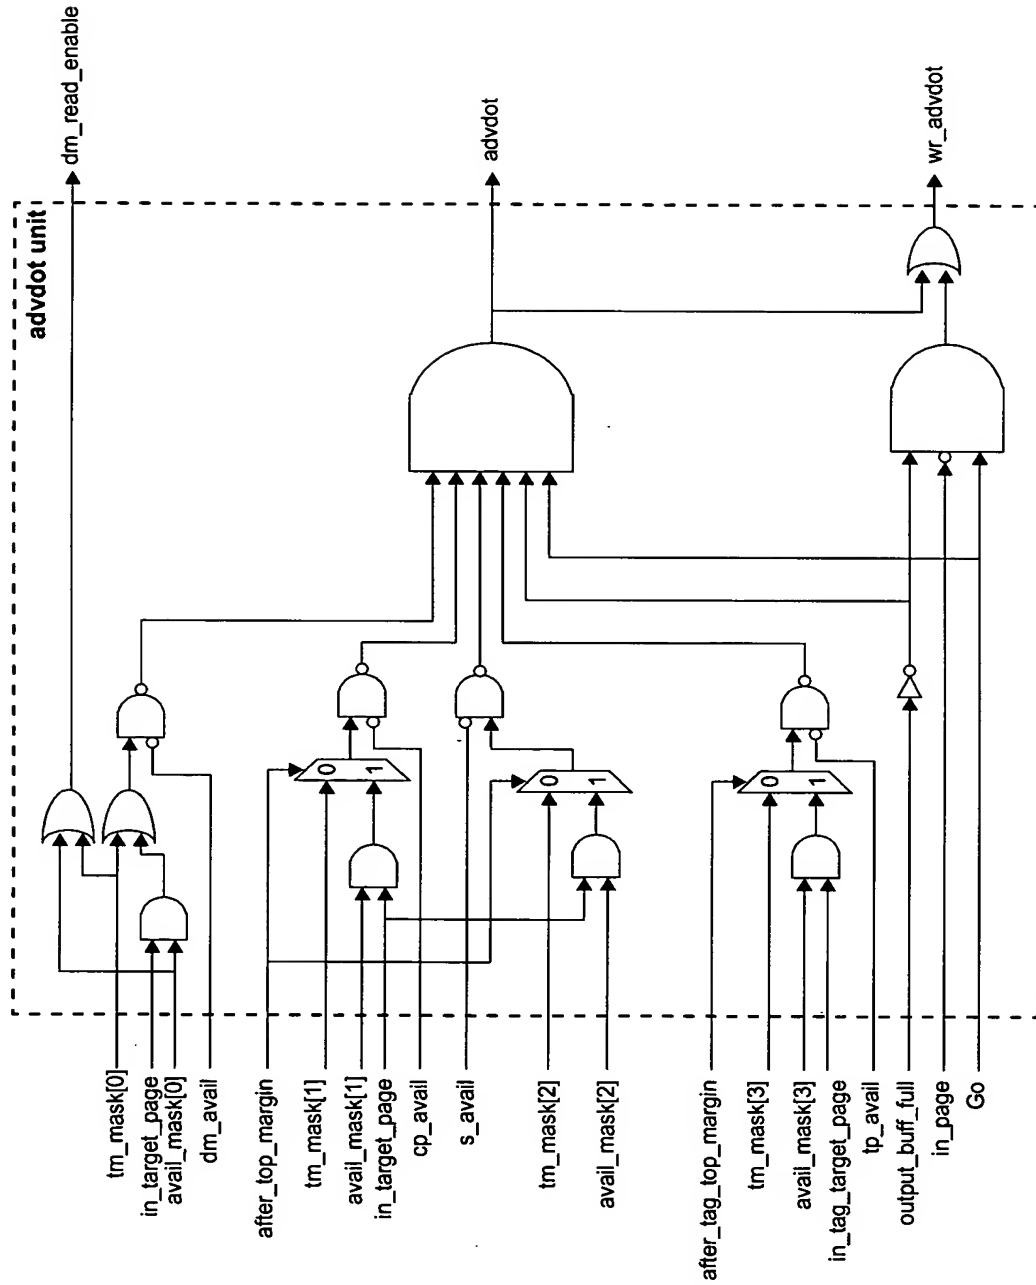 advdot unit
dm_read_enable
advdot
wr_advdot
tm_mask[0]
in_target_page
avail_mask[0]
dm_avail
after_top_margin
tm_mask[1]
avail_mask[1]
in_target_page
cp_avail
s_avail
tm_mask[2]
avail_mask[2]
after_tag_top_margin
tm_mask[3]
avail_mask[3]
in_tag_target_page
tp_avail
output_buff_full
in_page
Go
0
1
0
1
0
1